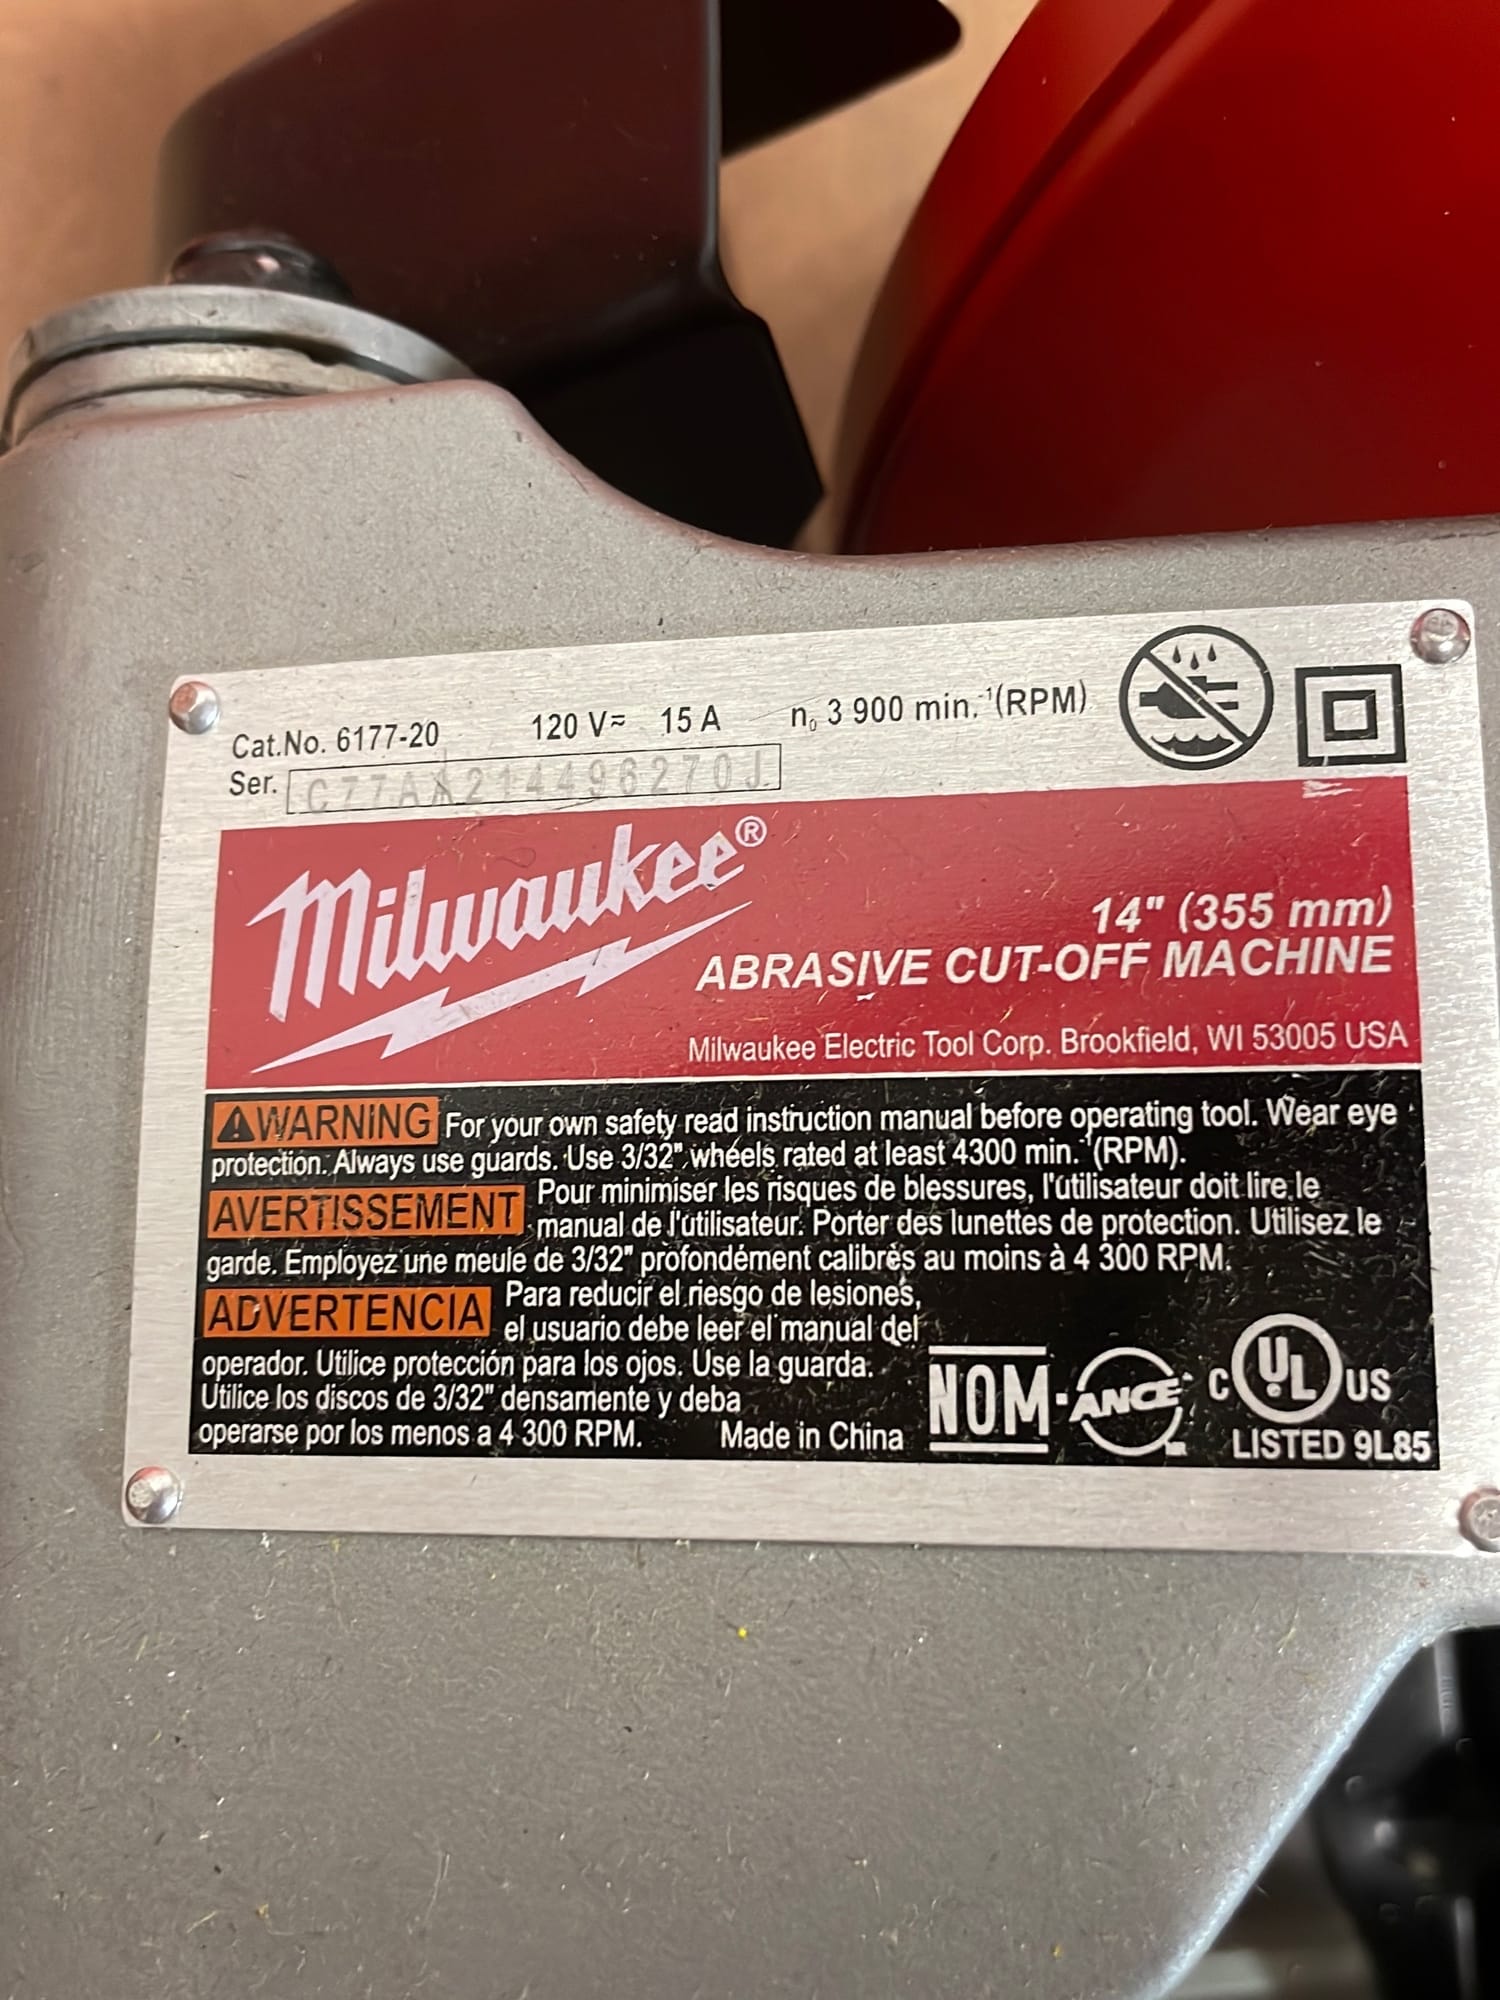 Cat.No. 6177-20 120 V≂ 15 A n₀ 3 900 min.⁻¹(RPM)
Ser. C77AA214496270J
Milwaukee®
14" (355 mm)
ABRASIVE CUT-OFF MACHINE
Milwaukee Electric Tool Corp. Brookfield, WI 53005 USA
WARNING For your own safety read instruction manual before operating tool. Wear eye
protection. Always use guards. Use 3/32" wheels rated at least 4300 min.⁻¹(RPM).
AVERTISSEMENT Pour minimiser les risques de blessures, l'utilisateur doit lire le
manual de l'utilisateur. Porter des lunettes de protection. Utilisez le
garde. Employez une meule de 3/32" profondément calibrès au moins à 4 300 RPM.
ADVERTENCIA Para reducir el riesgo de lesiones,
el usuario debe leer el manual del
operador. Utilice protección para los ojos. Use la guarda.
Utilice los discos de 3/32" densamente y deba
operarse por los menos a 4 300 RPM. Made in China
NOM-ANCE C UL US
LISTED 9L85